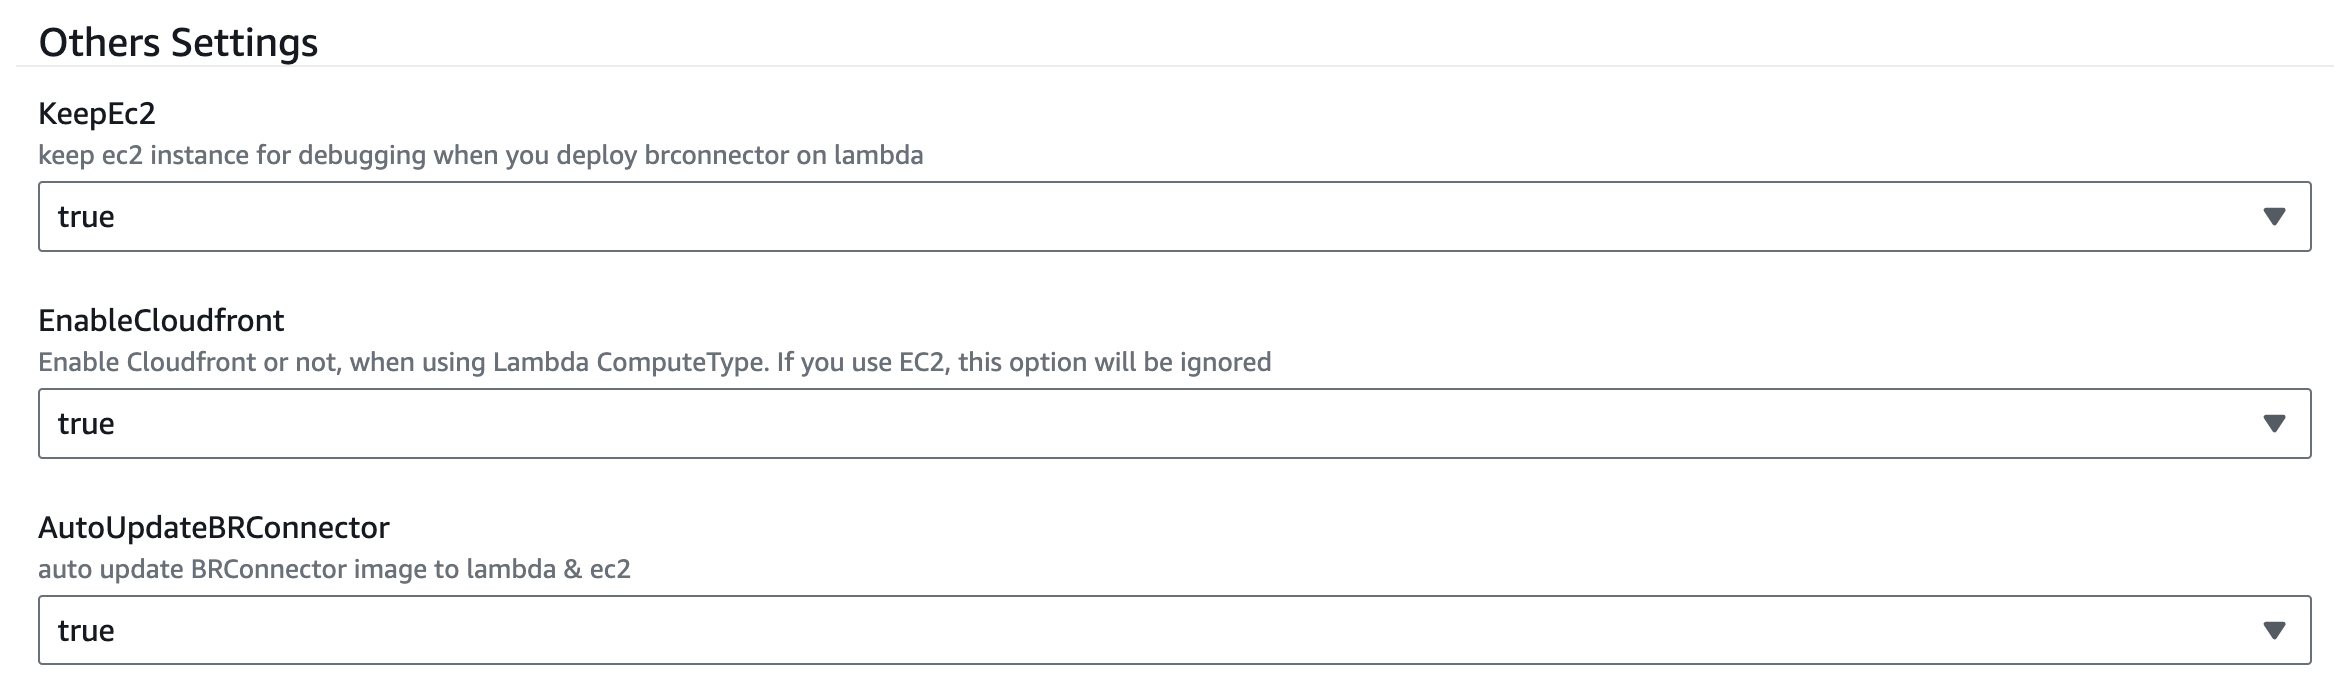 Others Settings
KeepEc2
keep ec2 instance for debugging when you deploy brconnector on lambda
true
EnableCloudfront
Enable Cloudfront or not, when using Lambda ComputeType. If you use EC2, this option will be ignored
true
AutoUpdateBRConnector
auto update BRConnector image to lambda & ec2
true